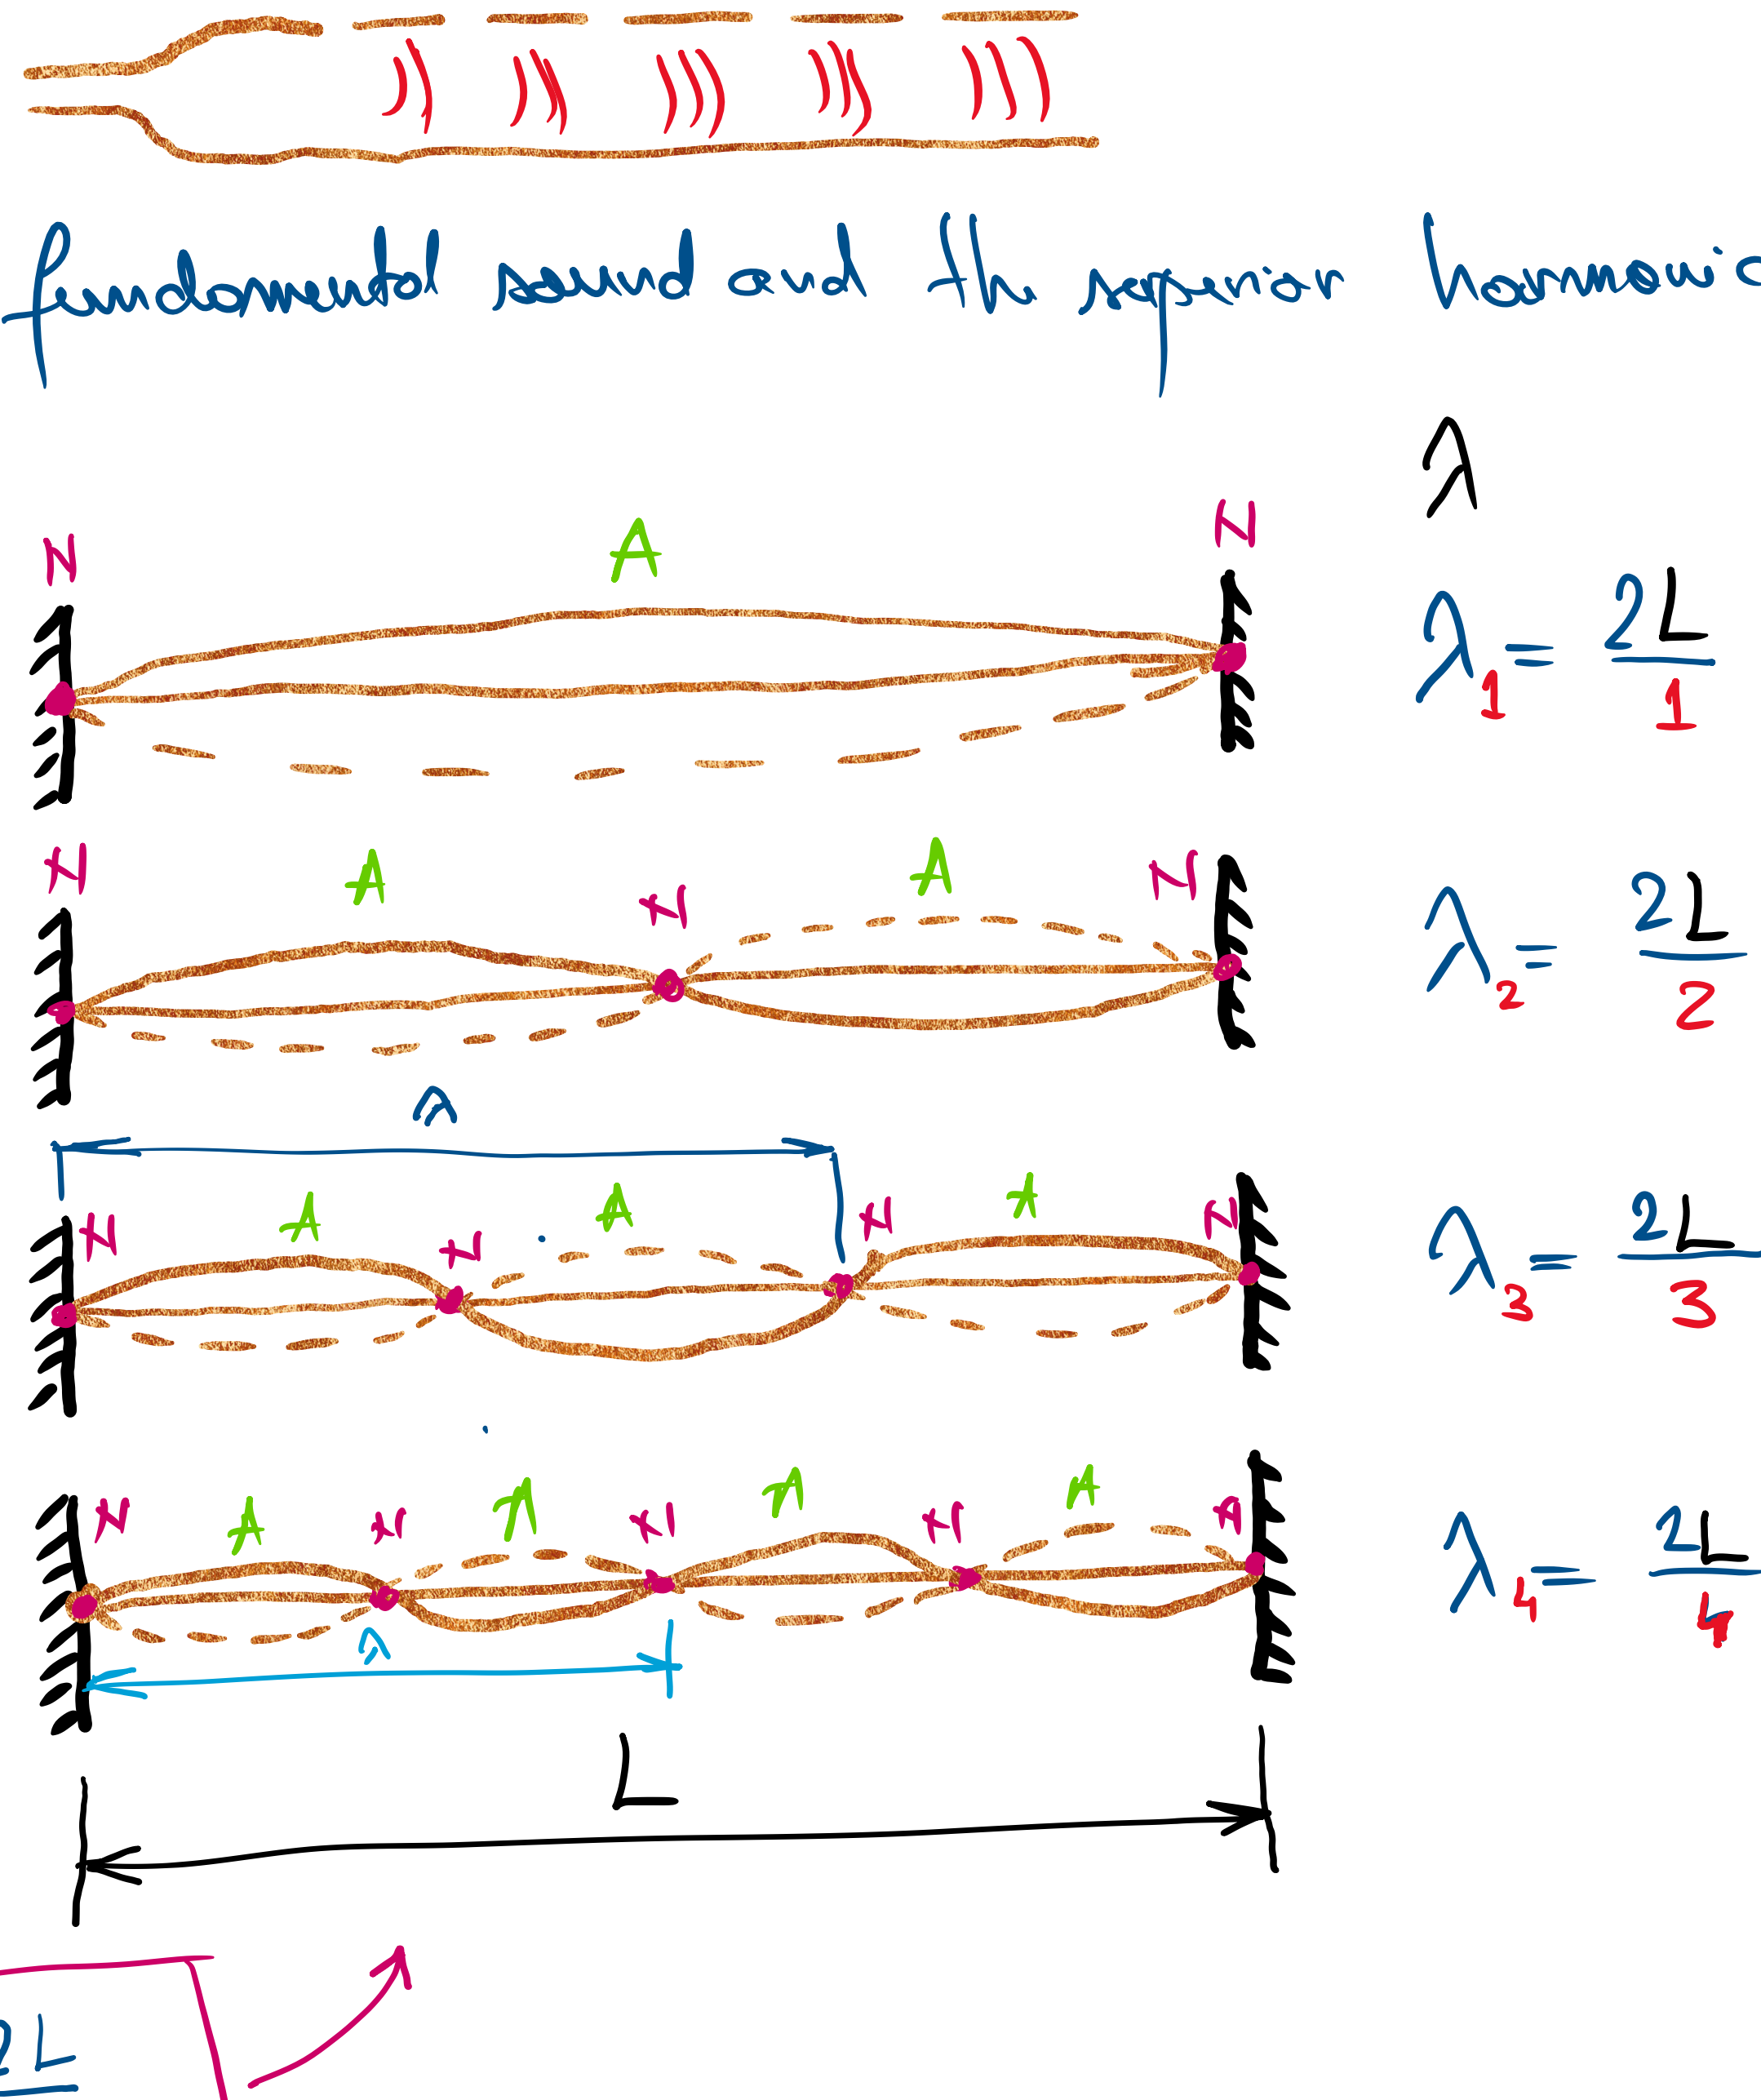 fundamental sound and the superior harmonic
λ
N A N
λ₁ = 2L/1
N A N A N
λ₂ = 2L/2
λ
N A N A N A N
λ₃ = 2L/3
N A N A N A N A N
λ₄ = 2L/4
λ
L
2L